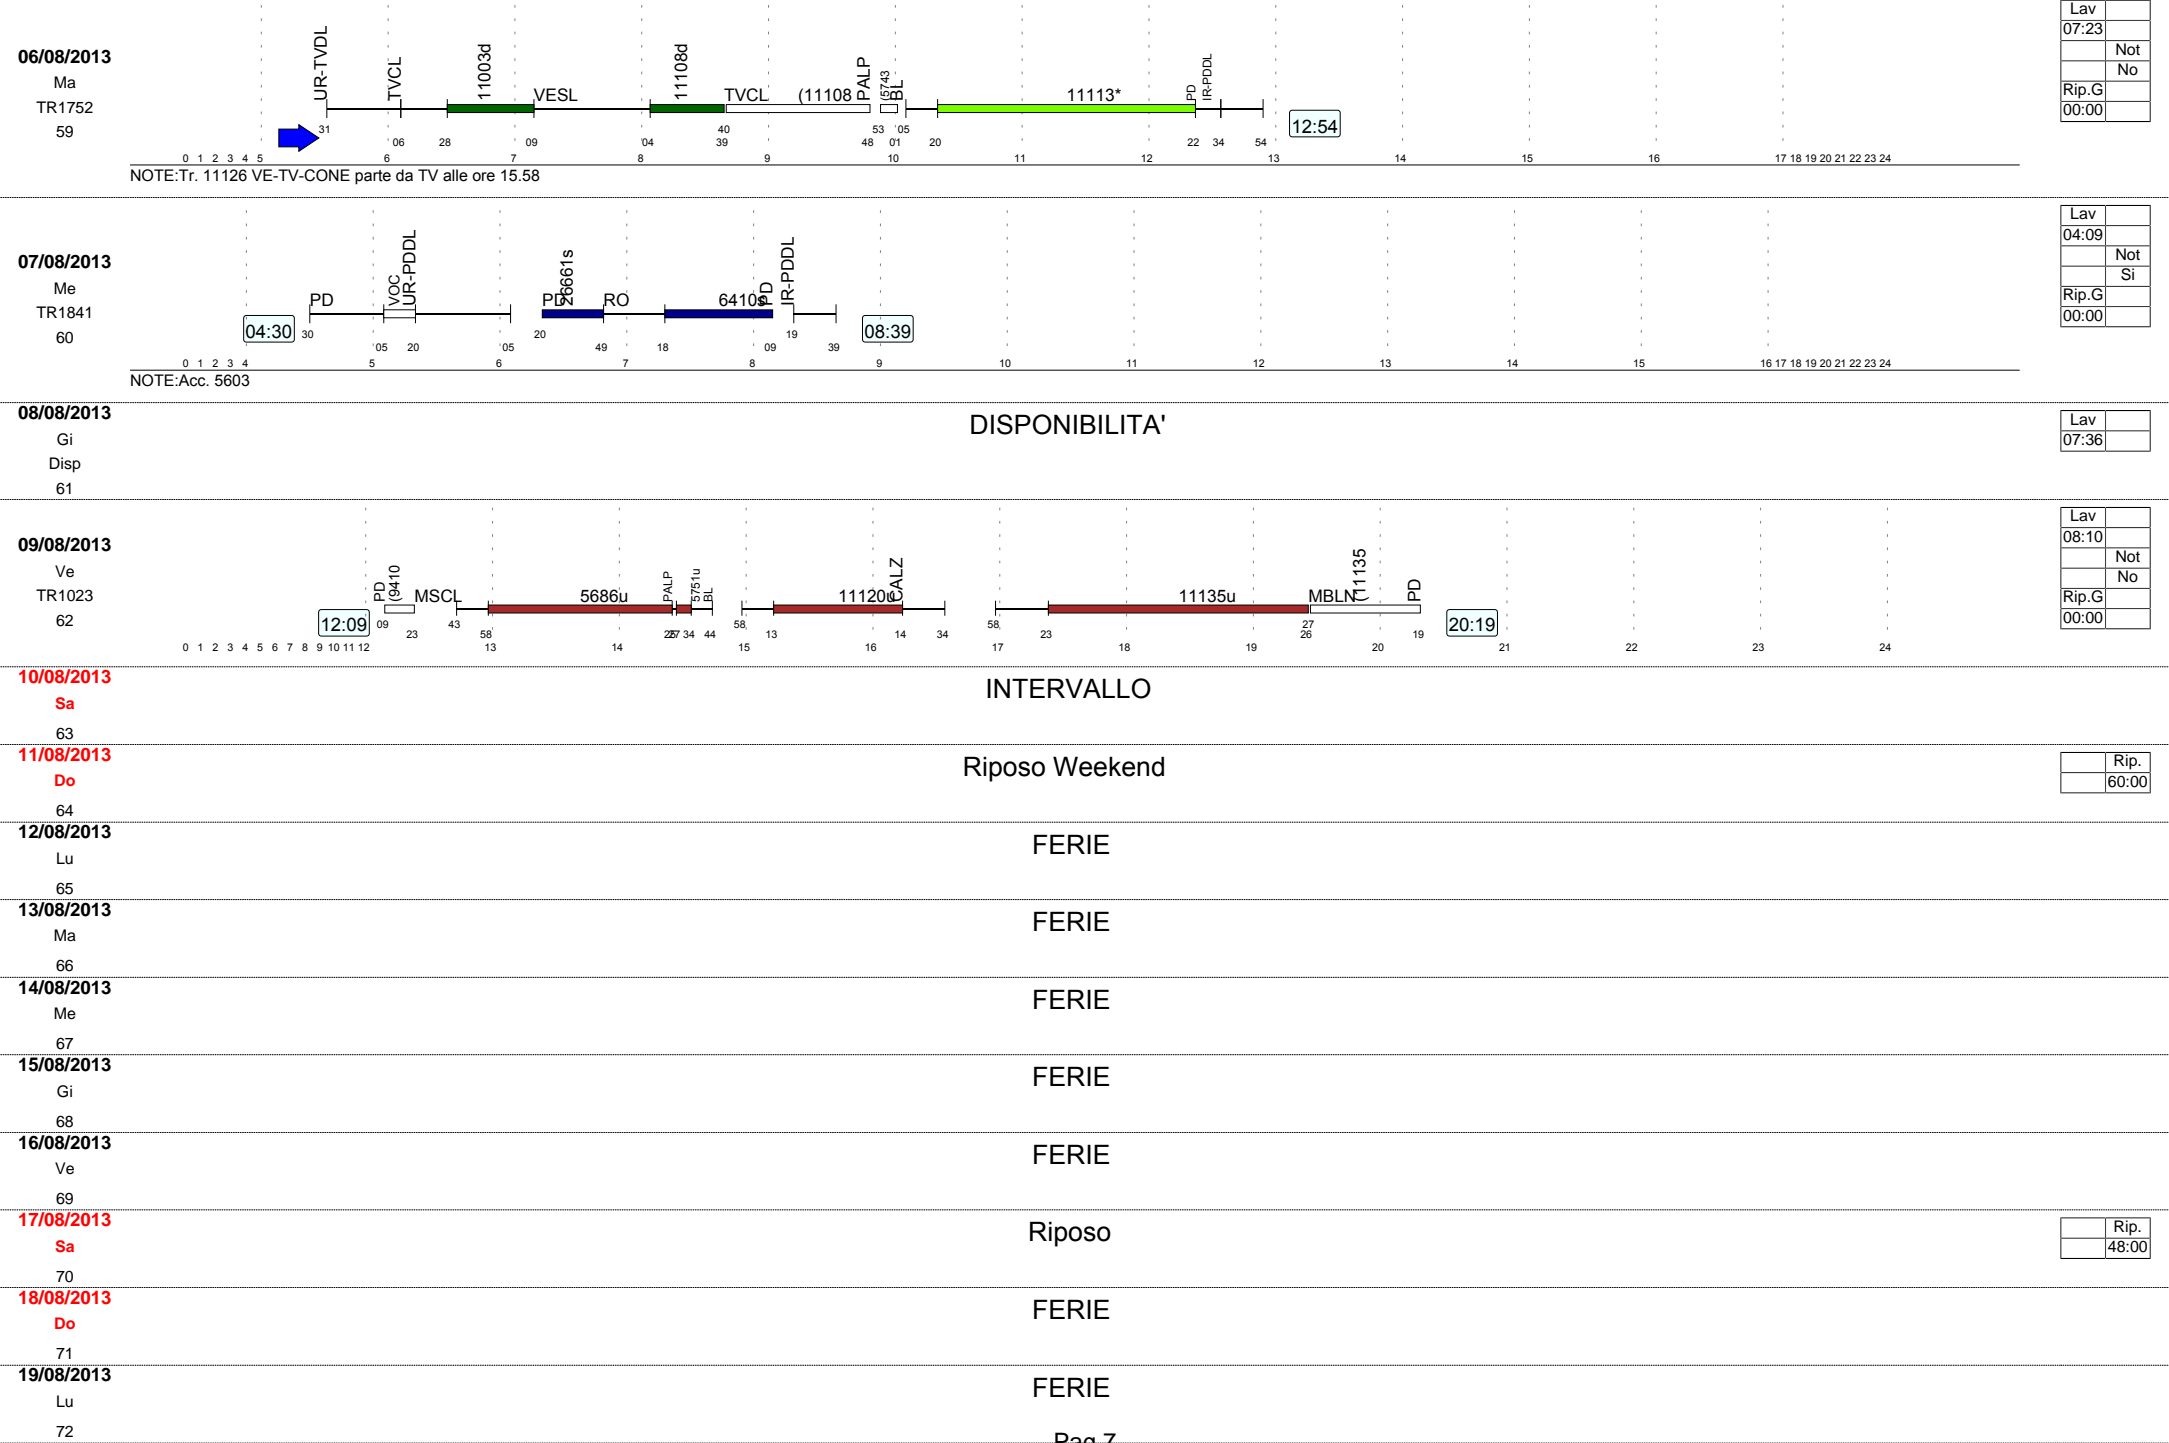 06/08/2013
Ma
TR1752
59
UR-TVDL TVCL 11003d VESL 11108d TVCL (11108 PALP (5743 BL 11113* PD IR-PDDL
31 06 28 09 04 39 40 48 53 01 05 20 22 34 54
12:54
0 1 2 3 4 5 6 7 8 9 10 11 12 13 14 15 16 17 18 19 20 21 22 23 24
NOTE:Tr. 11126 VE-TV-CONE parte da TV alle ore 15.58
Lav
07:23
Not
No
Rip.G
00:00
07/08/2013
Me
TR1841
60
04:30
PD VOC UR-PDDL PD 26661s RO 6410s PD IR-PDDL
30 05 20 05 20 49 18 09 19 39
08:39
0 1 2 3 4 5 6 7 8 9 10 11 12 13 14 15 16 17 18 19 20 21 22 23 24
NOTE:Acc. 5603
Lav
04:09
Not
Si
Rip.G
00:00
08/08/2013
Gi
Disp
61
DISPONIBILITA'
Lav
07:36
09/08/2013
Ve
TR1023
62
12:09
PD (9410 MSCL 5686u PALP 5751u BL 11120u CALZ 11135u MBLN (11135 PD
09 23 43 58 34 44 58 13 14 34 58 23 27 26 19
20:19
0 1 2 3 4 5 6 7 8 9 10 11 12 13 14 15 16 17 18 19 20 21 22 23 24
Lav
08:10
Not
No
Rip.G
00:00
10/08/2013
Sa
63
INTERVALLO
11/08/2013
Do
64
Riposo Weekend
Rip.
60:00
12/08/2013
Lu
65
FERIE
13/08/2013
Ma
66
FERIE
14/08/2013
Me
67
FERIE
15/08/2013
Gi
68
FERIE
16/08/2013
Ve
69
FERIE
17/08/2013
Sa
70
Riposo
Rip.
48:00
18/08/2013
Do
71
FERIE
19/08/2013
Lu
72
FERIE
Pag 7